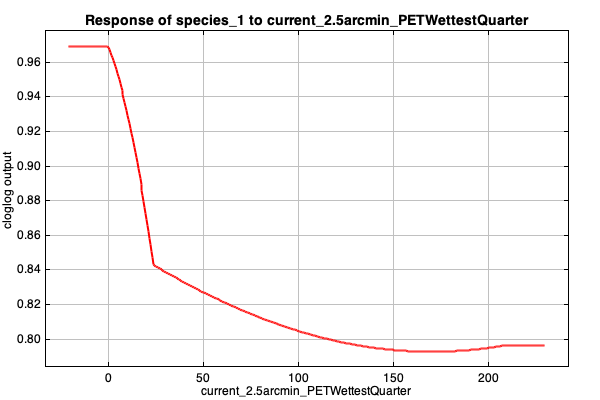 Response of species_1 to current_2.5arcmin_PETWettestQuarter
0.96
0.94
0.92
0.90
0.88
0.86
0.84
0.82
0.80
cloglog output
0 50 100 150 200
current_2.5arcmin_PETWettestQuarter